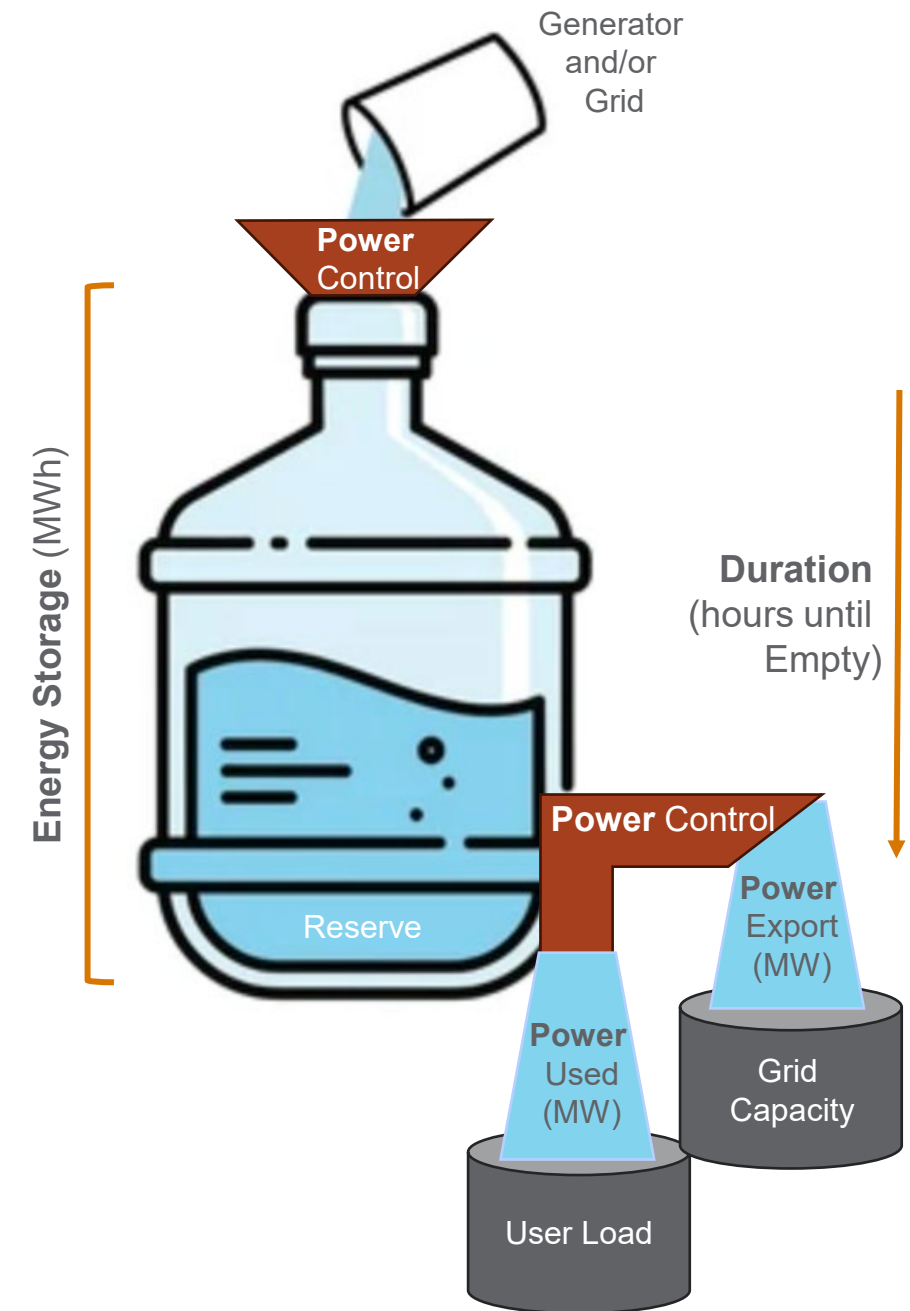 Generator
and/or
Grid
Power
Control
Energy Storage (MWh)
Duration
(hours until
Empty)
Power Control
Power
Export
(MW)
Reserve
Power
Used
(MW)
Grid
Capacity
User Load